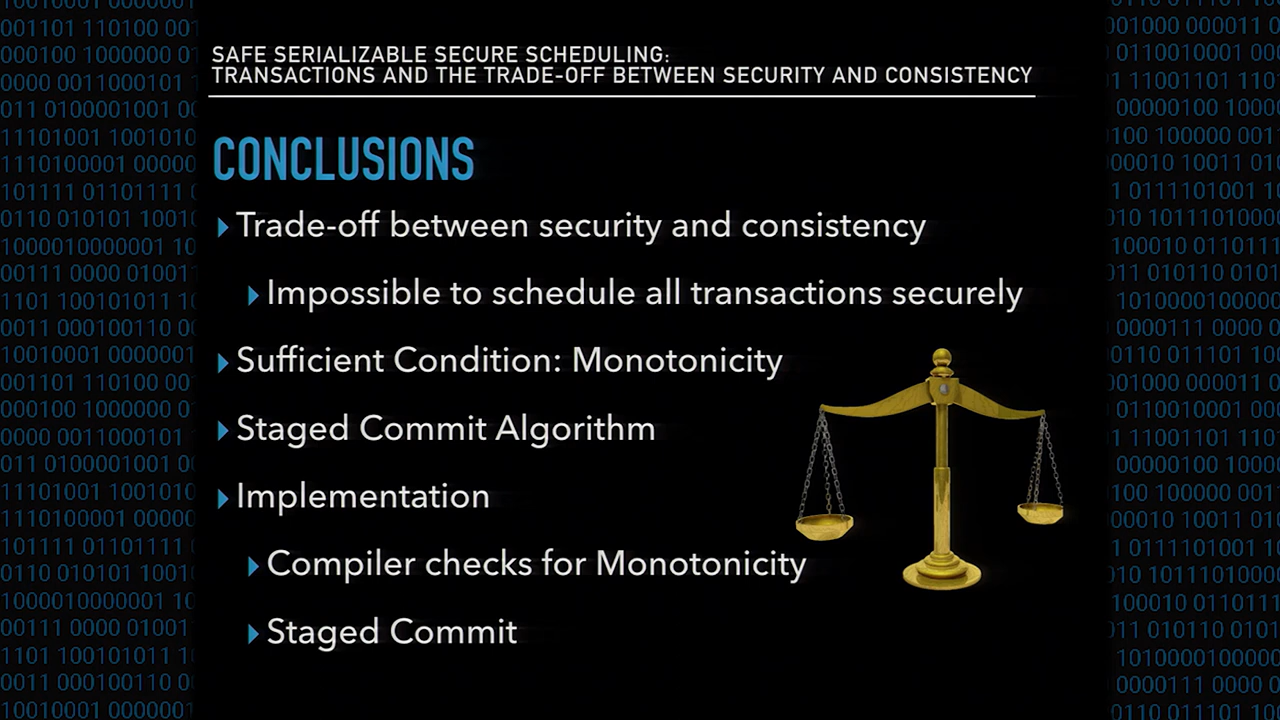 SAFE SERIALIZABLE SECURE SCHEDULING:
TRANSACTIONS AND THE TRADE-OFF BETWEEN SECURITY AND CONSISTENCY
CONCLUSIONS
Trade-off between security and consistency
Impossible to schedule all transactions securely
Sufficient Condition: Monotonicity
Staged Commit Algorithm
Implementation
Compiler checks for Monotonicity
Staged Commit